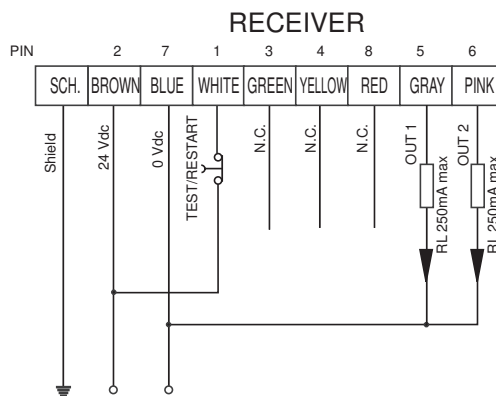 RECEIVER
PIN 2 7 1 3 4 8 5 6
SCH. BROWN BLUE WHITE GREEN YELLOW RED GRAY PINK
Shield
24 Vdc
0 Vdc
TEST/RESTART
N.C.
N.C.
N.C.
OUT 1
RL 250mA max
OUT 2
RL 250mA max